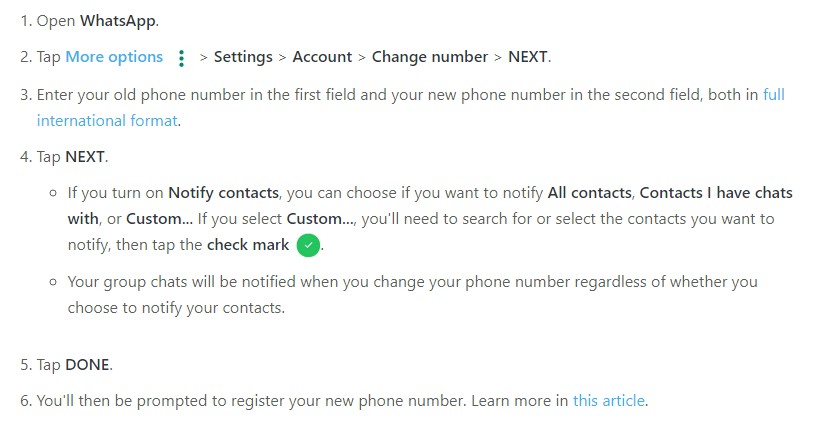 1. Open WhatsApp.
2. Tap More options > Settings > Account > Change number > NEXT.
3. Enter your old phone number in the first field and your new phone number in the second field, both in full
international format.
4. Tap NEXT.
If you turn on Notify contacts, you can choose if you want to notify All contacts, Contacts I have chats
with, or Custom... If you select Custom..., you'll need to search for or select the contacts you want to
notify, then tap the check mark .
Your group chats will be notified when you change your phone number regardless of whether you
choose to notify your contacts.
5. Tap DONE.
6. You'll then be prompted to register your new phone number. Learn more in this article.